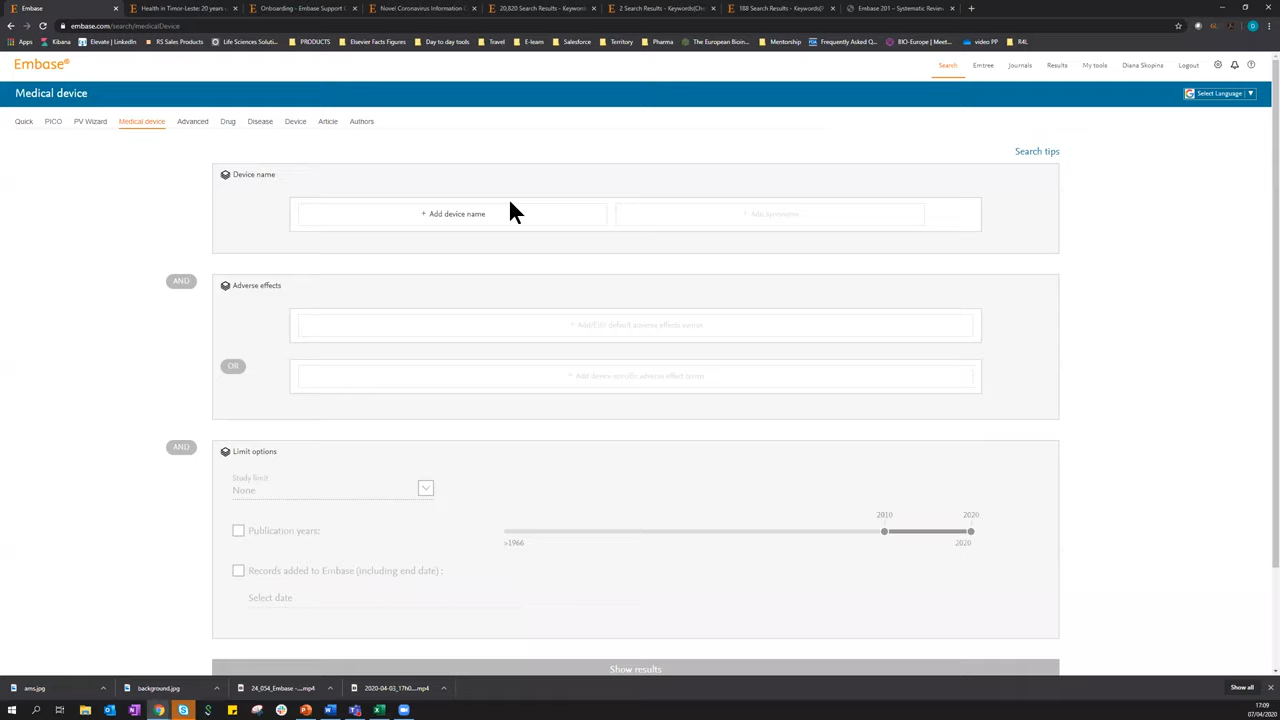 Embase
Health in Timor-Leste: 20 years
Onboarding - Embase Support
Novel Coronavirus Information
20,820 Search Results - Keywor
2 Search Results - Keywords(Ch
188 Search Results - Keywords(
Embase 201 – Systematic Revie
embase.com/search/medicalDevice
Apps
Kibana
Elevate | LinkedIn
RS Sales Products
Life Sciences Soluti...
PRODUCTS
Elsevier Facts Figures
Day to day tools
Travel
E-learn
Salesforce
Territory
Pharma
The European Bioin...
Mentorship
Frequently Asked Q...
BIO-Europe | Meet...
video PP
R4L
Embase®
Search
Emtree
Journals
Results
My tools
Diana Skopina
Logout
Medical device
Select Language
Quick
PICO
PV Wizard
Medical device
Advanced
Drug
Disease
Device
Article
Authors
Search tips
Device name
+ Add device name
+ Add synonyms
AND
Adverse effects
+ Add/Edit default adverse effects terms
OR
+ Add device specific adverse effect terms
AND
Limit options
Study limit
None
Publication years:
2010
2020
>1966
2020
Records added to Embase (including end date) :
Select date
Show results
ams.jpg
background.jpg
24_054_Embase -....mp4
2020-04-03_17h0....mp4
Show all
17:09
07/04/2020